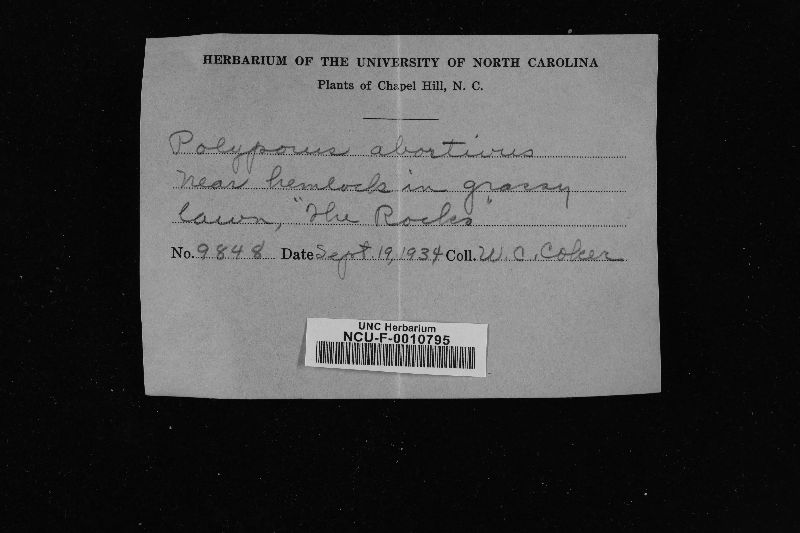 HERBARIUM OF THE UNIVERSITY OF NORTH CAROLINA
Plants of Chapel Hill, N. C.
Polyporus abortivus
Near hemlock in grassy
lawn, "The Rocks"
No. 9848 Date Sept. 19, 1934 Coll. W. C. Coker
UNC Herbarium
NCU-F-0010795